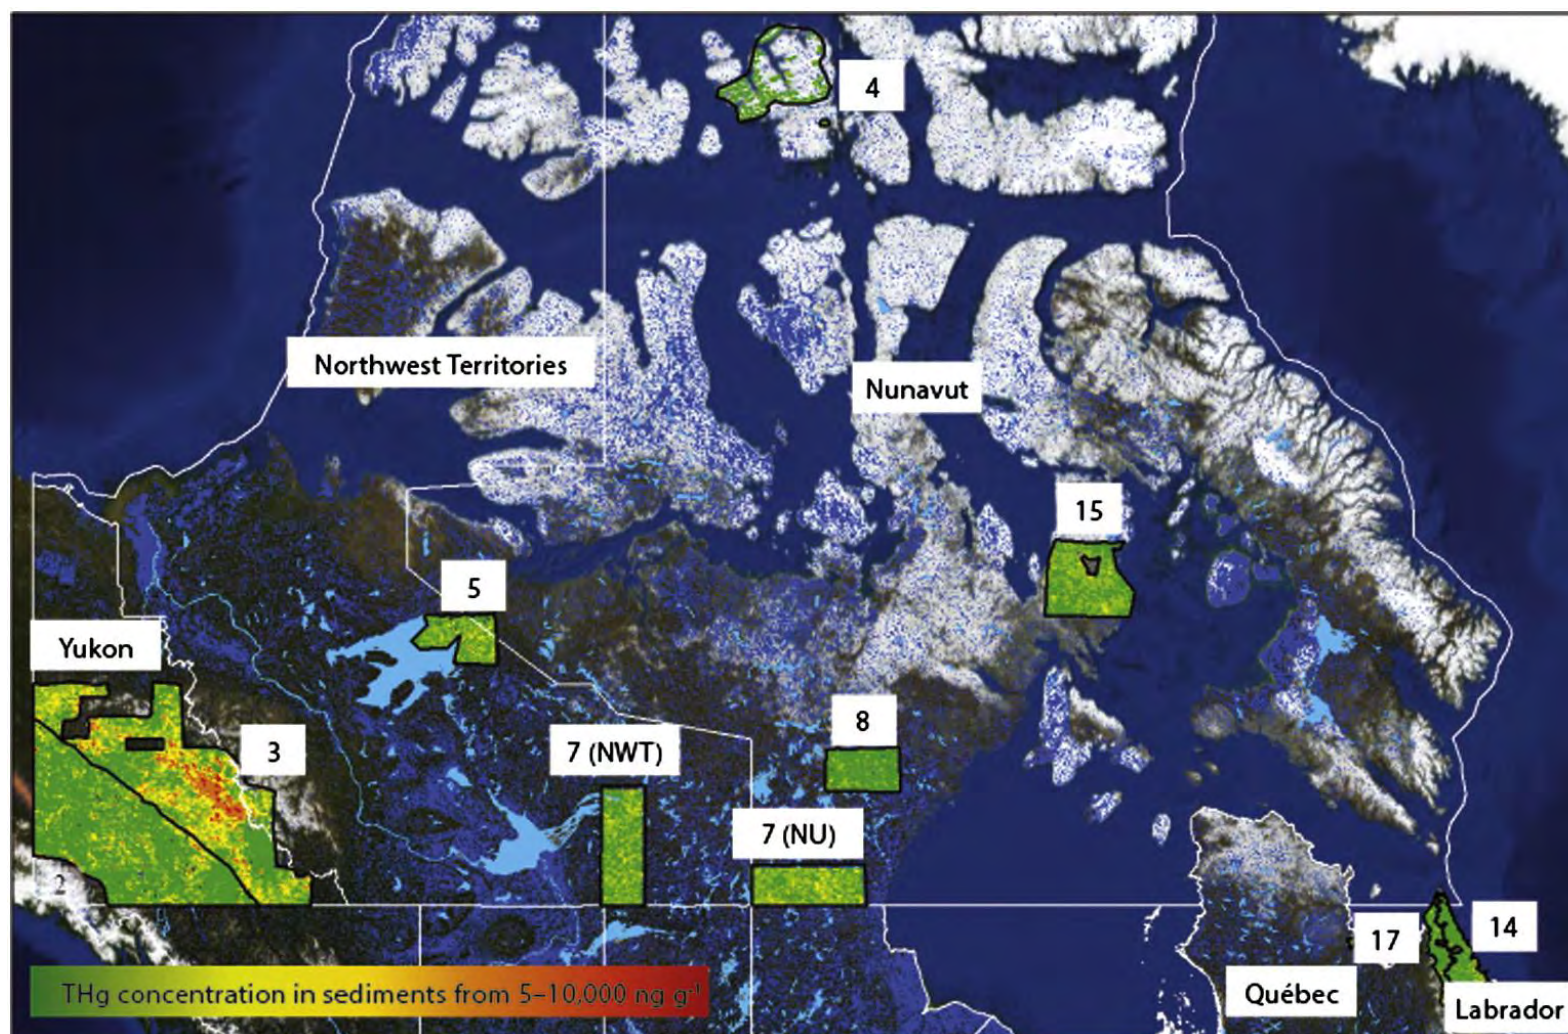 4
Northwest Territories
Nunavut
15
5
Yukon
8
3
7 (NWT)
7 (NU)
2
17
14
Québec
Labrador
THg concentration in sediments from 5–10,000 ng g⁻¹